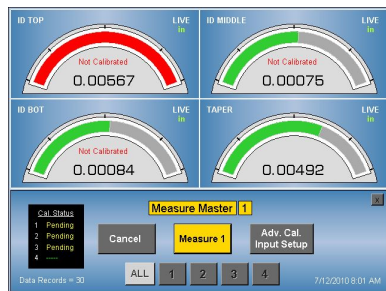 ID TOP LIVE
in
Not Calibrated
0.00567
ID MIDDLE LIVE
in
Not Calibrated
0.00075
ID BOT LIVE
in
Not Calibrated
0.00084
TAPER LIVE
in
0.00492
x
Measure Master 1
Cal. Status
1 Pending
2 Pending
3 Pending
4 -----
Cancel
Measure 1
Adv. Cal.
Input Setup
ALL 1 2 3 4
Data Records = 30
7/12/2010 8:01 AM